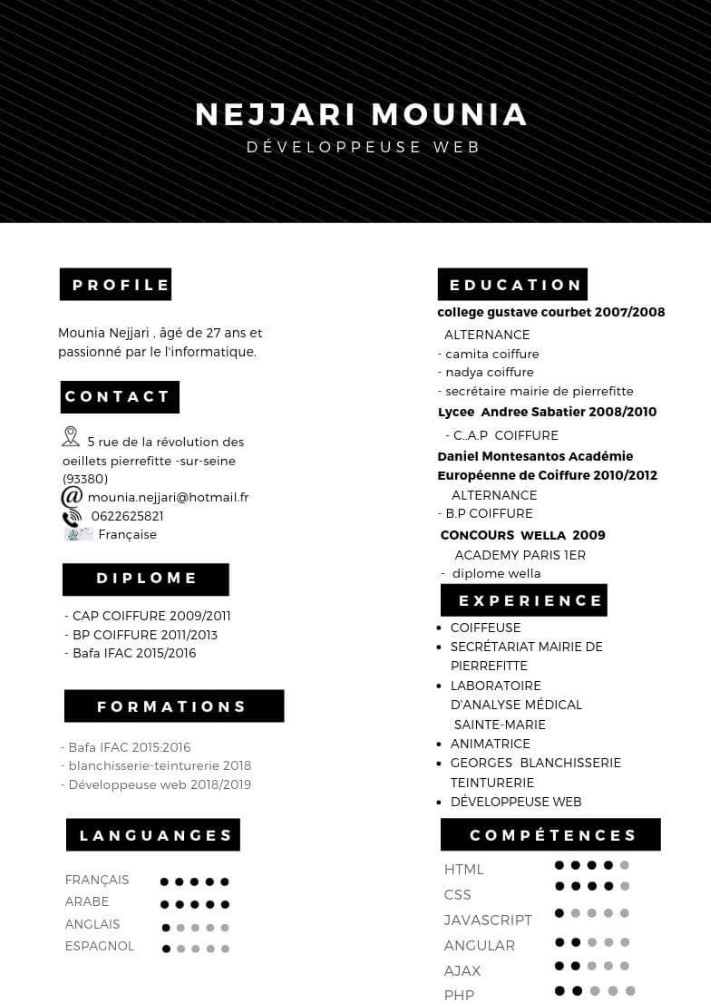 NEJJARI MOUNIA
DÉVELOPPEUSE WEB
PROFILE
Mounia Nejjari , âgé de 27 ans et
passionné par le l'informatique.
CONTACT
5 rue de la révolution des
oeillets pierrefitte -sur-seine
(93380)
@ mounia.nejjari@hotmail.fr
0622625821
Française
DIPLOME
- CAP COIFFURE 2009/2011
- BP COIFFURE 2011/2013
- Bafa IFAC 2015/2016
FORMATIONS
- Bafa IFAC 2015:2016
- blanchisserie-teinturerie 2018
- Développeuse web 2018/2019
LANGUANGES
FRANÇAIS
ARABE
ANGLAIS
ESPAGNOL
EDUCATION
college gustave courbet 2007/2008
ALTERNANCE
- camita coiffure
- nadya coiffure
- secrétaire mairie de pierrefitte
Lycee Andree Sabatier 2008/2010
- C..A.P COIFFURE
Daniel Montesantos Académie
Européenne de Coiffure 2010/2012
ALTERNANCE
- B.P COIFFURE
CONCOURS WELLA 2009
ACADEMY PARIS 1ER
- diplome wella
EXPERIENCE
• COIFFEUSE
• SECRÉTARIAT MAIRIE DE
PIERREFITTE
• LABORATOIRE
D'ANALYSE MÉDICAL
SAINTE-MARIE
• ANIMATRICE
• GEORGES BLANCHISSERIE
TEINTURERIE
• DÉVELOPPEUSE WEB
COMPÉTENCES
HTML
CSS
JAVASCRIPT
ANGULAR
AJAX
PHP